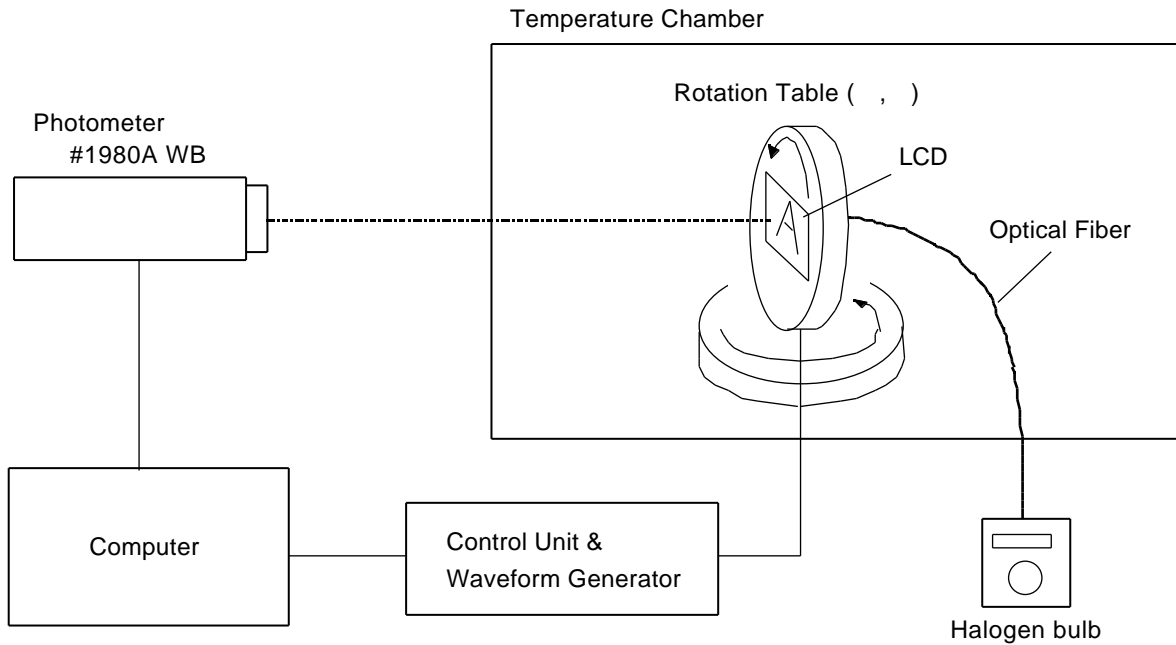 Temperature Chamber
Rotation Table ( , )
Photometer
#1980A WB
LCD
A
Optical Fiber
Computer
Control Unit &
Waveform Generator
Halogen bulb